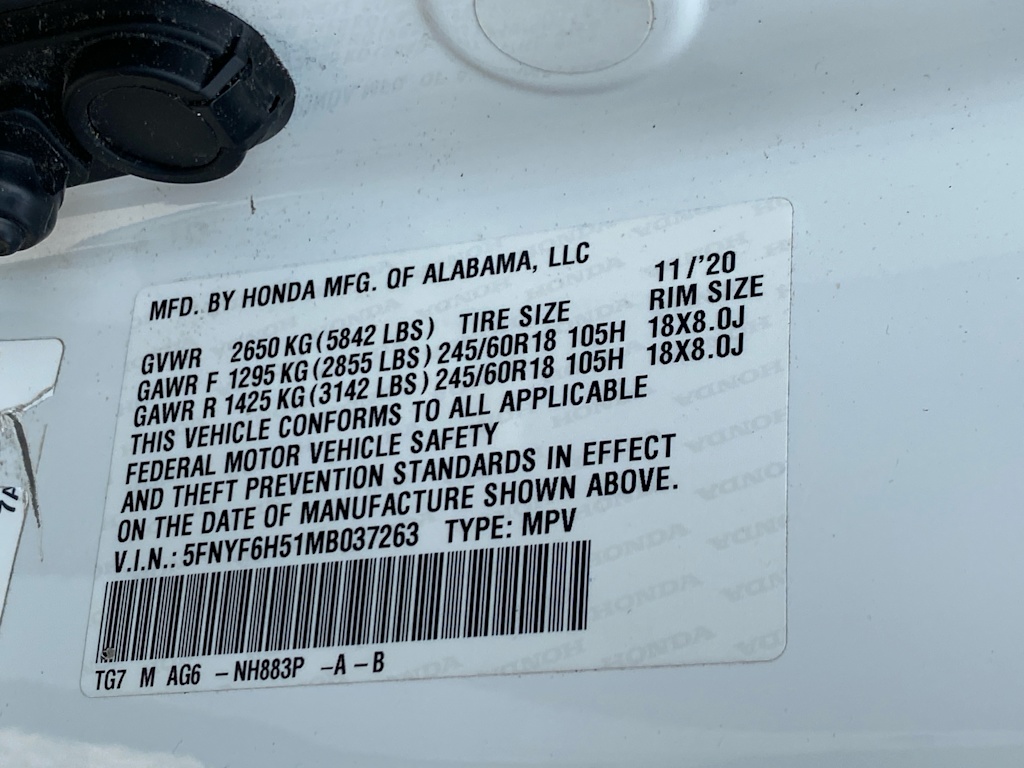 MFD. BY HONDA MFG. OF ALABAMA, LLC 11/'20
GVWR 2650 KG (5842 LBS) TIRE SIZE RIM SIZE
GAWR F 1295 KG (2855 LBS) 245/60R18 105H 18X8.0J
GAWR R 1425 KG (3142 LBS) 245/60R18 105H 18X8.0J
THIS VEHICLE CONFORMS TO ALL APPLICABLE
FEDERAL MOTOR VEHICLE SAFETY
AND THEFT PREVENTION STANDARDS IN EFFECT
ON THE DATE OF MANUFACTURE SHOWN ABOVE.
V.I.N.: 5FNYF6H51MB037263 TYPE: MPV
TG7 M AG6 – NH883P – A – B
HONDA